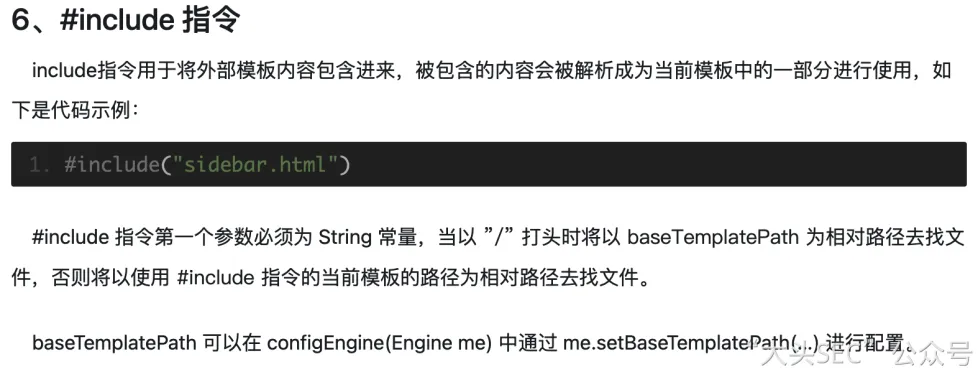 6、#include 指令
include指令用于将外部模板内容包含进来，被包含的内容会被解析成为当前模板中的一部分进行使用，如
下是代码示例：
1. #include("sidebar.html")
#include 指令第一个参数必须为 String 常量，当以 ”/” 打头时将以 baseTemplatePath 为相对路径去找文
件，否则将以使用 #include 指令的当前模板的路径为相对路径去找文件。
baseTemplatePath 可以在 configEngine(Engine me) 中通过 me.setBaseTemplatePath(...) 进行配置。
"大头SEC" 公众号